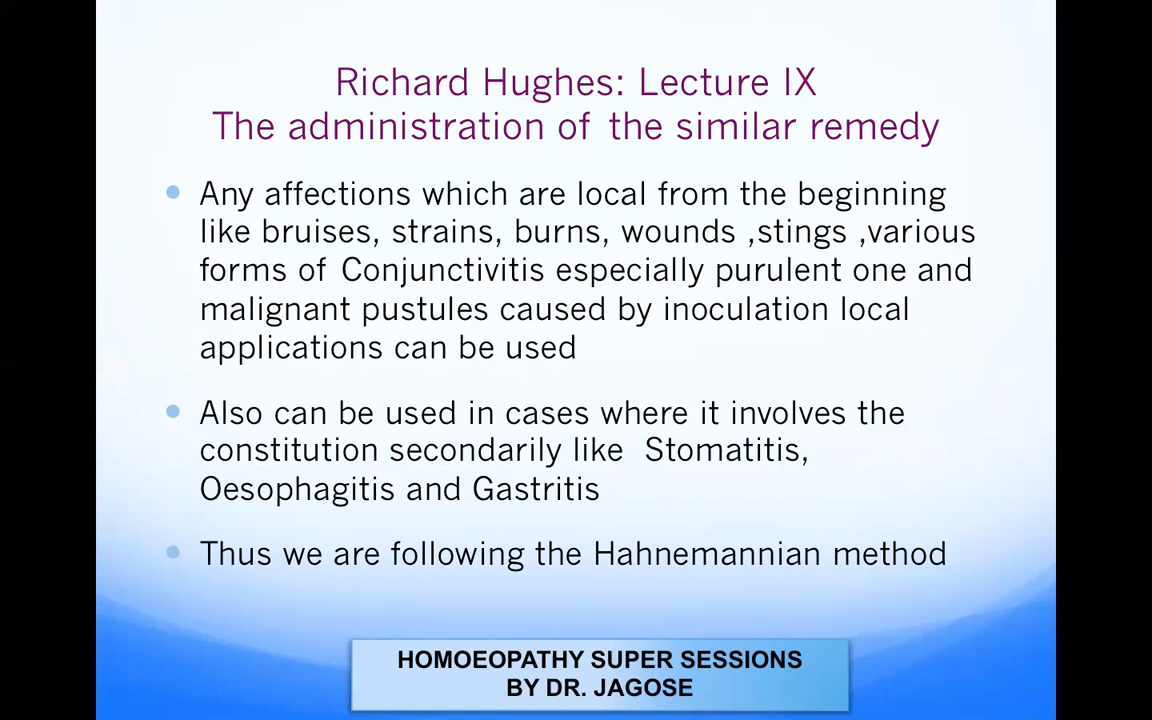 Richard Hughes: Lecture IX
The administration of the similar remedy
Any affections which are local from the beginning
like bruises, strains, burns, wounds ,stings ,various
forms of Conjunctivitis especially purulent one and
malignant pustules caused by inoculation local
applications can be used
Also can be used in cases where it involves the
constitution secondarily like Stomatitis,
Oesophagitis and Gastritis
Thus we are following the Hahnemannian method
HOMOEOPATHY SUPER SESSIONS
BY DR. JAGOSE